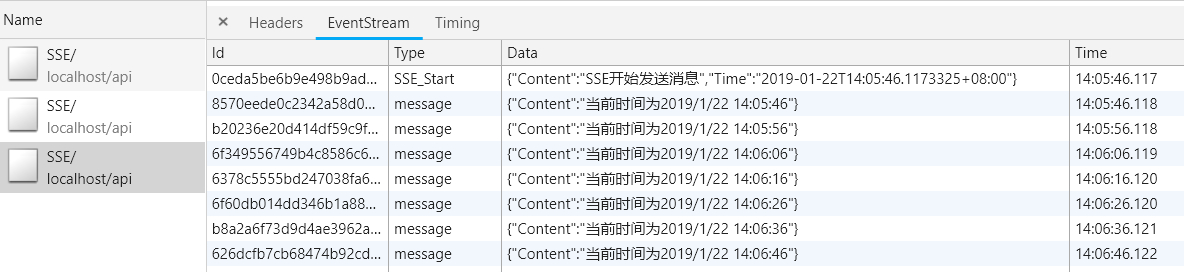 Name
SSE/
localhost/api
SSE/
localhost/api
SSE/
localhost/api
× Headers EventStream Timing
Id Type Data Time
0ceda5be6b9e498b9ad... SSE_Start {"Content":"SSE开始发送消息","Time":"2019-01-22T14:05:46.1173325+08:00"} 14:05:46.117
8570eede0c2342a58d0... message {"Content":"当前时间为2019/1/22 14:05:46"} 14:05:46.118
b20236e20d414df59c9f... message {"Content":"当前时间为2019/1/22 14:05:56"} 14:05:56.118
6f349556749b4c8586c6... message {"Content":"当前时间为2019/1/22 14:06:06"} 14:06:06.119
6378c5555bd247038fa6... message {"Content":"当前时间为2019/1/22 14:06:16"} 14:06:16.120
6f60db014dd346b1a88... message {"Content":"当前时间为2019/1/22 14:06:26"} 14:06:26.120
b8a2a6f73d9d4ae3962a... message {"Content":"当前时间为2019/1/22 14:06:36"} 14:06:36.121
626dcfb7cb68474b92cd... message {"Content":"当前时间为2019/1/22 14:06:46"} 14:06:46.122